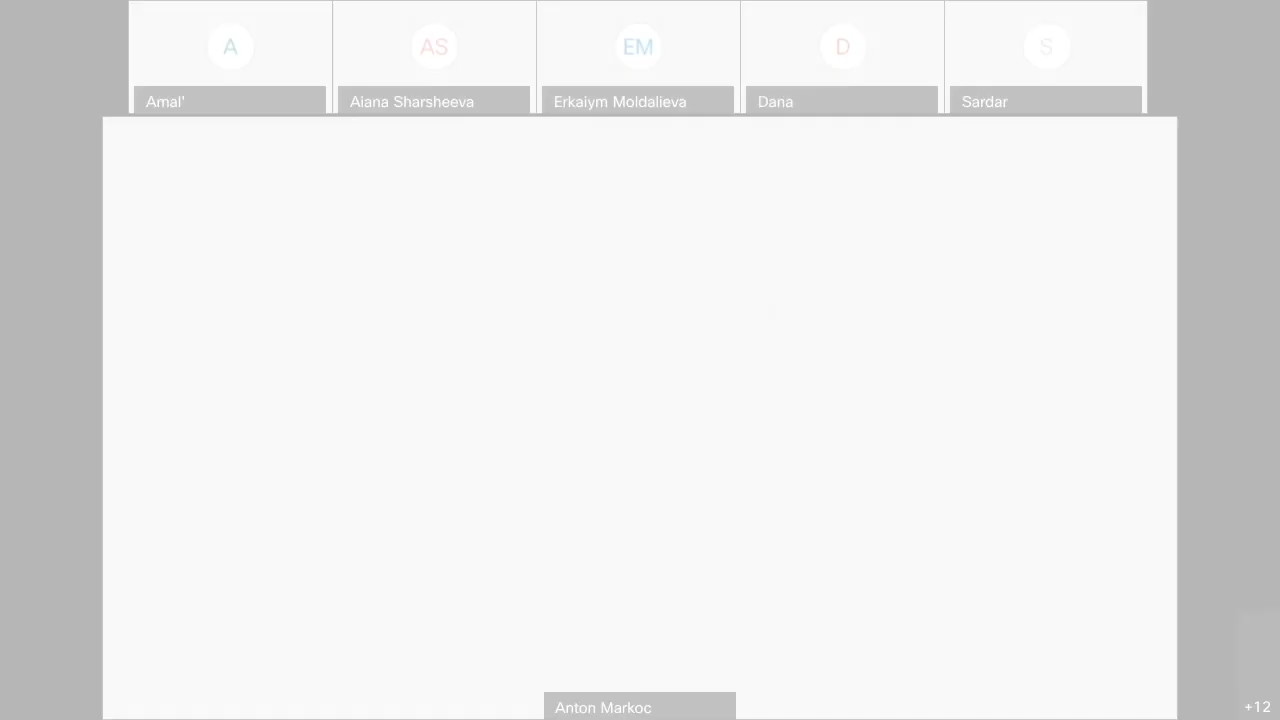 A
AS
EM
D
S
Amal'
Aiana Sharsheeva
Erkaiym Moldalieva
Dana
Sardar
Anton Markoc
+12